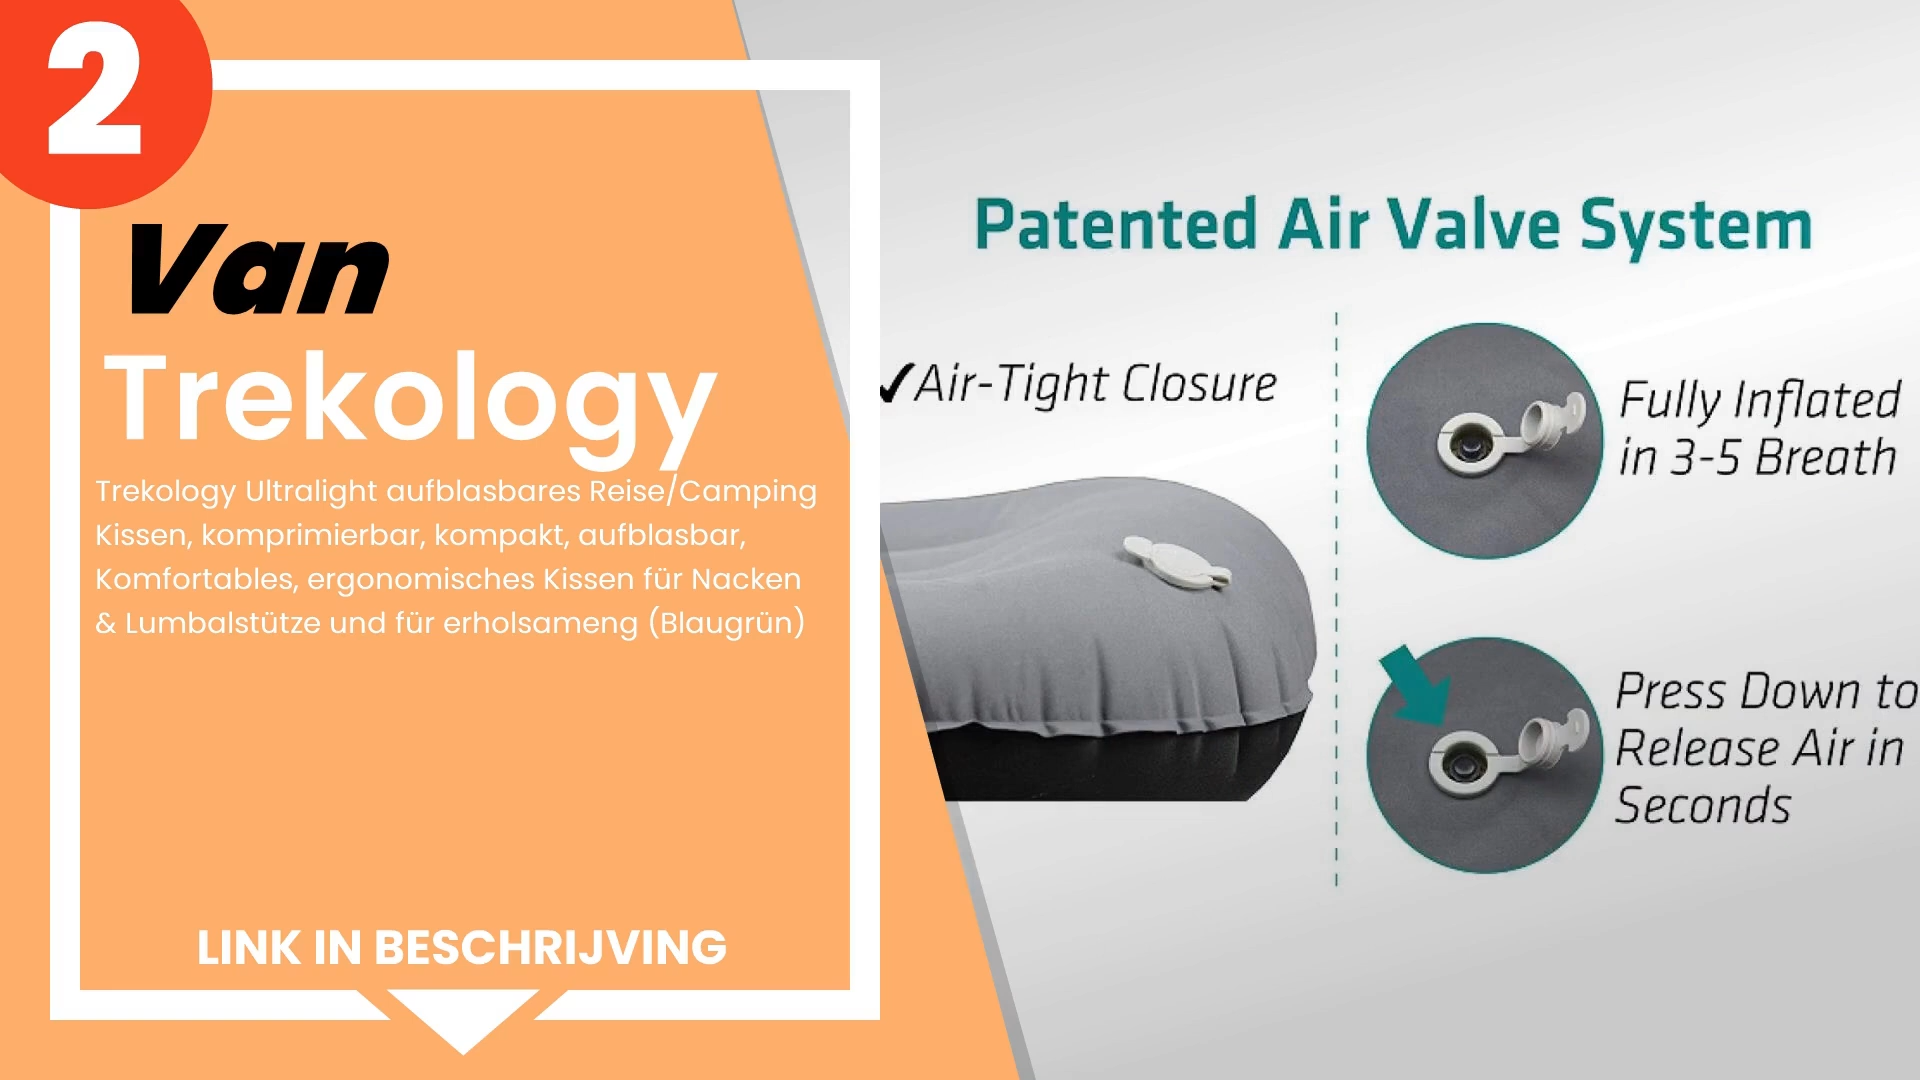 2
Van
Trekology
Trekology Ultralight aufblasbares Reise/Camping
Kissen, komprimierbar, kompakt, aufblasbar,
Komfortables, ergonomisches Kissen für Nacken
& Lumbalstütze und für erholsameng (Blaugrün)
LINK IN BESCHRIJVING
Patented Air Valve System
✓Air-Tight Closure
Fully Inflated
in 3-5 Breath
Press Down to
Release Air in
Seconds